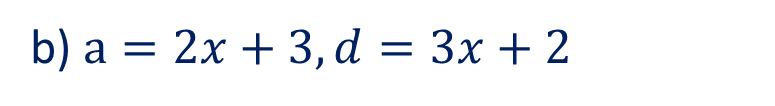 b) a = 2x + 3, d = 3x + 2